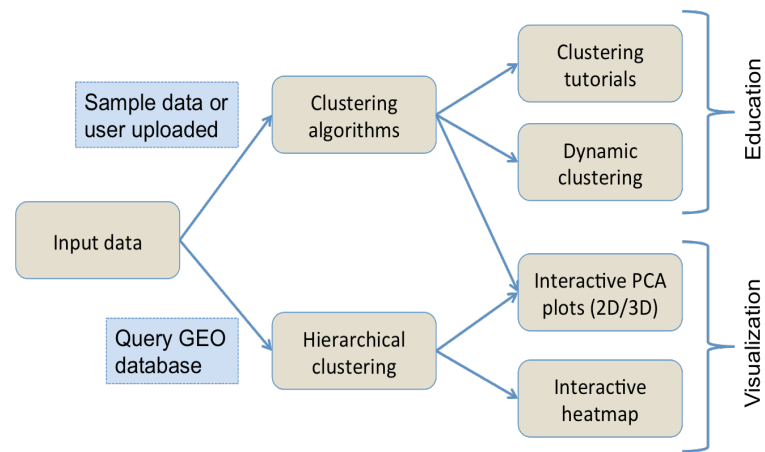 Sample data or
user uploaded
Clustering
algorithms
Clustering
tutorials
Dynamic
clustering
Education
Input data
Query GEO
database
Hierarchical
clustering
Interactive PCA
plots (2D/3D)
Interactive
heatmap
Visualization